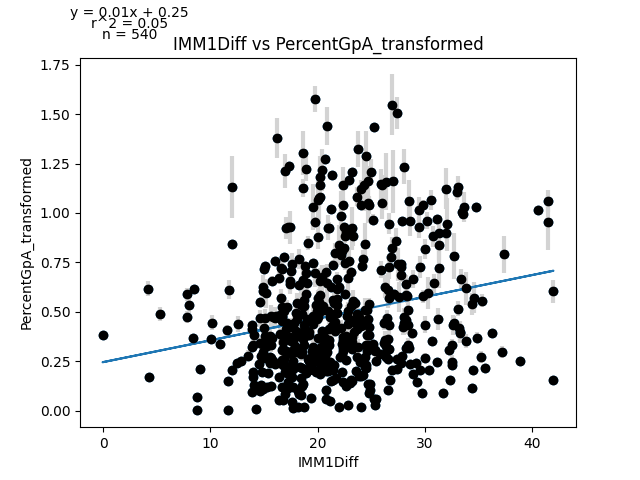 y = 0.01x + 0.25
r^2 = 0.05
n = 540
IMM1Diff vs PercentGpA_transformed
1.75
1.50
1.25
1.00
0.75
0.50
0.25
0.00
PercentGpA_transformed
0 10 20 30 40
IMM1Diff